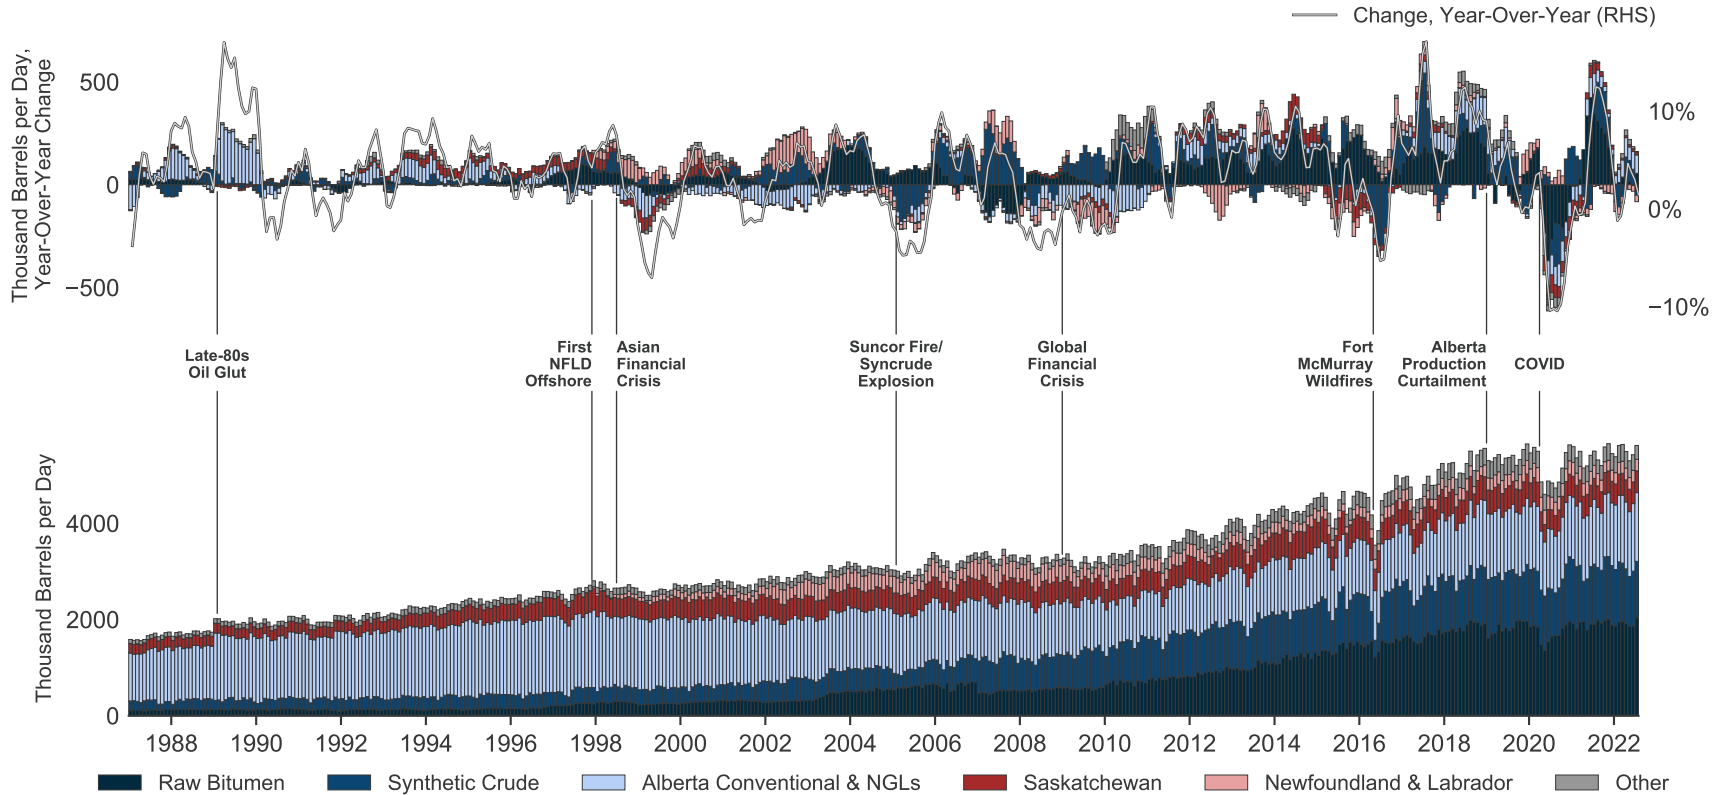 Change, Year-Over-Year (RHS)
Thousand Barrels per Day,
Year-Over-Year Change
500
0
−500
10%
0%
−10%
Late-80s
Oil Glut
First
NFLD
Offshore
Asian
Financial
Crisis
Suncor Fire/
Syncrude
Explosion
Global
Financial
Crisis
Fort
McMurray
Wildfires
Alberta
Production
Curtailment
COVID
Thousand Barrels per Day
4000
2000
0
1988 1990 1992 1994 1996 1998 2000 2002 2004 2006 2008 2010 2012 2014 2016 2018 2020 2022
Raw Bitumen Synthetic Crude Alberta Conventional & NGLs Saskatchewan Newfoundland & Labrador Other